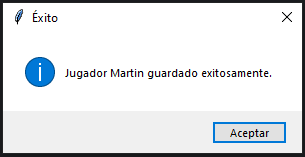 Éxito
Jugador Martin guardado exitosamente.
Aceptar